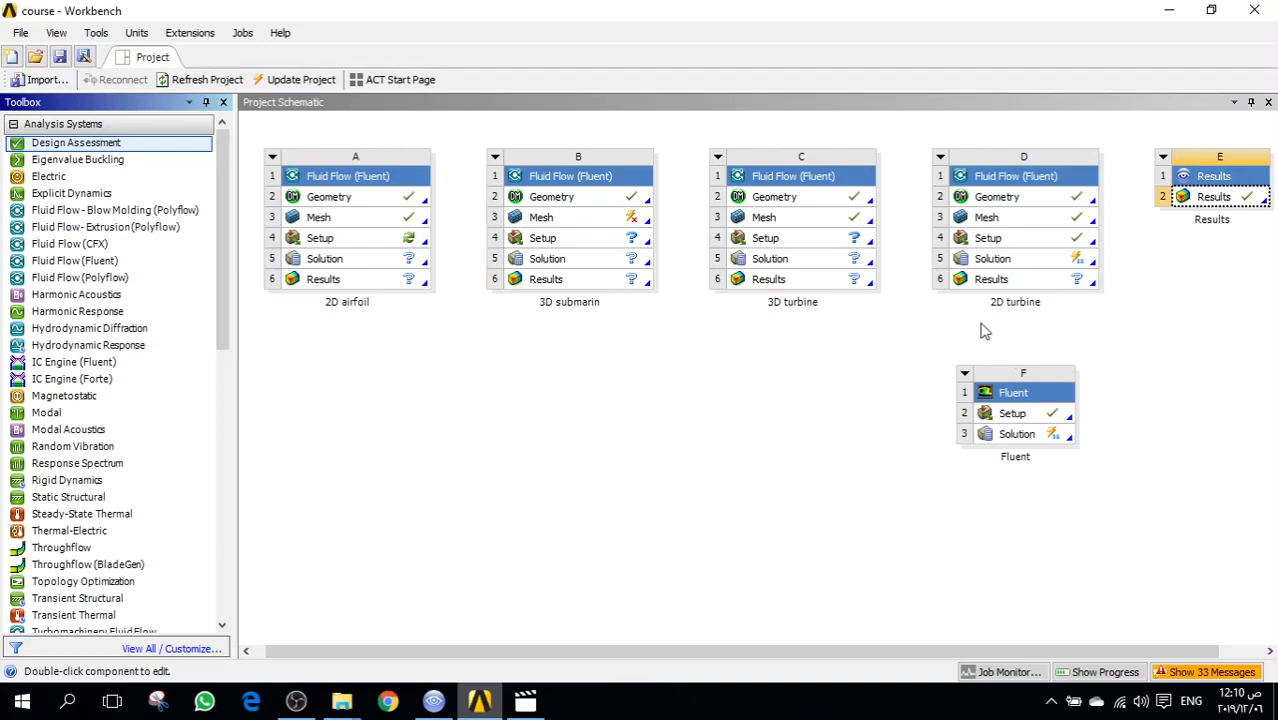 course - Workbench
File View Tools Units Extensions Jobs Help
Project
Import... Reconnect Refresh Project Update Project ACT Start Page
Toolbox
Analysis Systems
Design Assessment
Eigenvalue Buckling
Electric
Explicit Dynamics
Fluid Flow - Blow Molding (Polyflow)
Fluid Flow - Extrusion(Polyflow)
Fluid Flow (CFX)
Fluid Flow (Fluent)
Fluid Flow (Polyflow)
Harmonic Acoustics
Harmonic Response
Hydrodynamic Diffraction
Hydrodynamic Response
IC Engine (Fluent)
IC Engine (Forte)
Magnetostatic
Modal
Modal Acoustics
Random Vibration
Response Spectrum
Rigid Dynamics
Static Structural
Steady-State Thermal
Thermal-Electric
Throughflow
Throughflow (BladeGen)
Topology Optimization
Transient Structural
Transient Thermal
Turbomachinery Fluid Flow
View All / Customize...
Project Schematic
A
1 Fluid Flow (Fluent)
2 Geometry
3 Mesh
4 Setup
5 Solution
6 Results
2D airfoil
B
1 Fluid Flow (Fluent)
2 Geometry
3 Mesh
4 Setup
5 Solution
6 Results
3D submarin
C
1 Fluid Flow (Fluent)
2 Geometry
3 Mesh
4 Setup
5 Solution
6 Results
3D turbine
D
1 Fluid Flow (Fluent)
2 Geometry
3 Mesh
4 Setup
5 Solution
6 Results
2D turbine
E
1 Results
2 Results
Results
F
1 Fluent
2 Setup
3 Solution
Fluent
Double-click component to edit.
Job Monitor... Show Progress Show 33 Messages
ENG
12:10 ص
٢٠١٩/١٢/٠٦